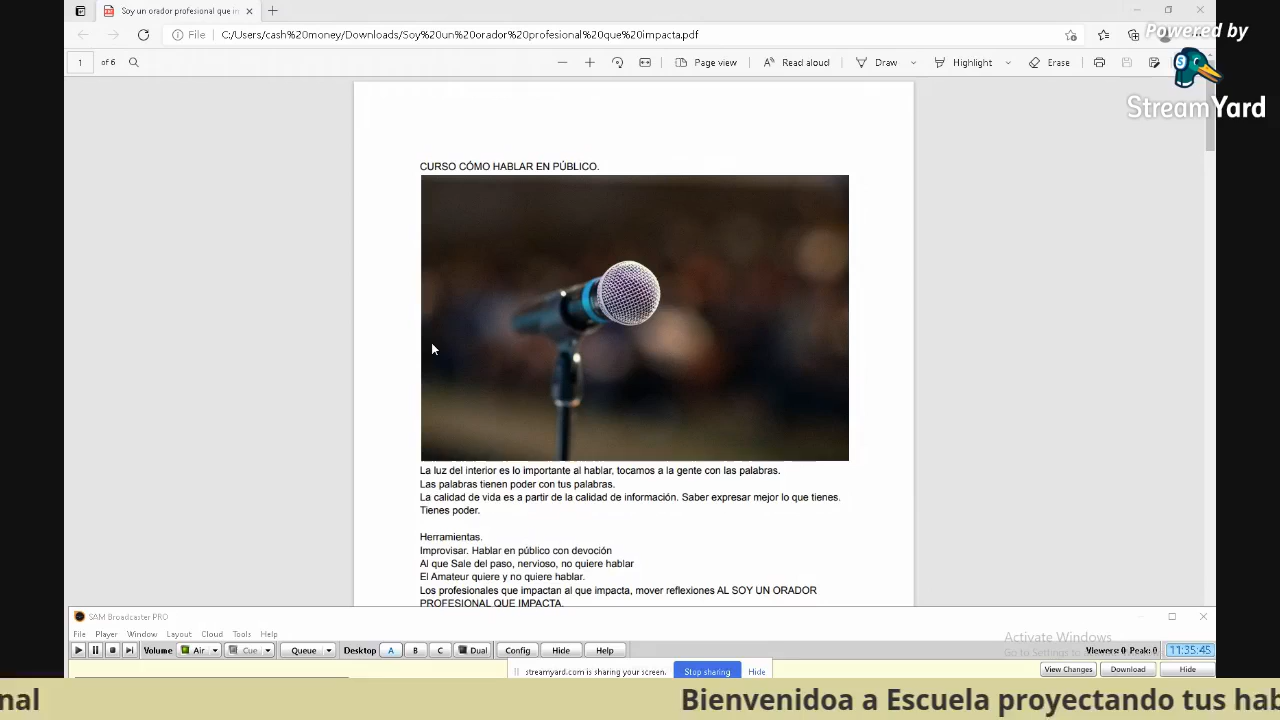 Soy un orador profesional que im
File
C:/Users/cash%20money/Downloads/Soy%20un%20orador%20profesional%20que%20impacta.pdf
Powered by
StreamYard
1 of 6
Page view
Read aloud
Draw
Highlight
Erase
CURSO CÓMO HABLAR EN PÚBLICO.
La luz del interior es lo importante al hablar, tocamos a la gente con las palabras.
Las palabras tienen poder con tus palabras.
La calidad de vida es a partir de la calidad de información. Saber expresar mejor lo que tienes.
Tienes poder.
Herramientas.
Improvisar. Hablar en público con devoción
Al que Sale del paso, nervioso, no quiere hablar
El Amateur quiere y no quiere hablar.
Los profesionales que impactan al que impacta, mover reflexiones AL SOY UN ORADOR
PROFESIONAL QUE IMPACTA.
SAM Broadcaster PRO
File Player Window Layout Cloud Tools Help
Activate Windows
Go to Settings to
Volume Air Cue Queue Desktop A B C Dual Config Hide Help Viewers: 0 Peak: 0 11:35:45
streamyard.com is sharing your screen. Stop sharing Hide
View Changes Download Hide
nal Bienvenidoa a Escuela proyectando tus hab